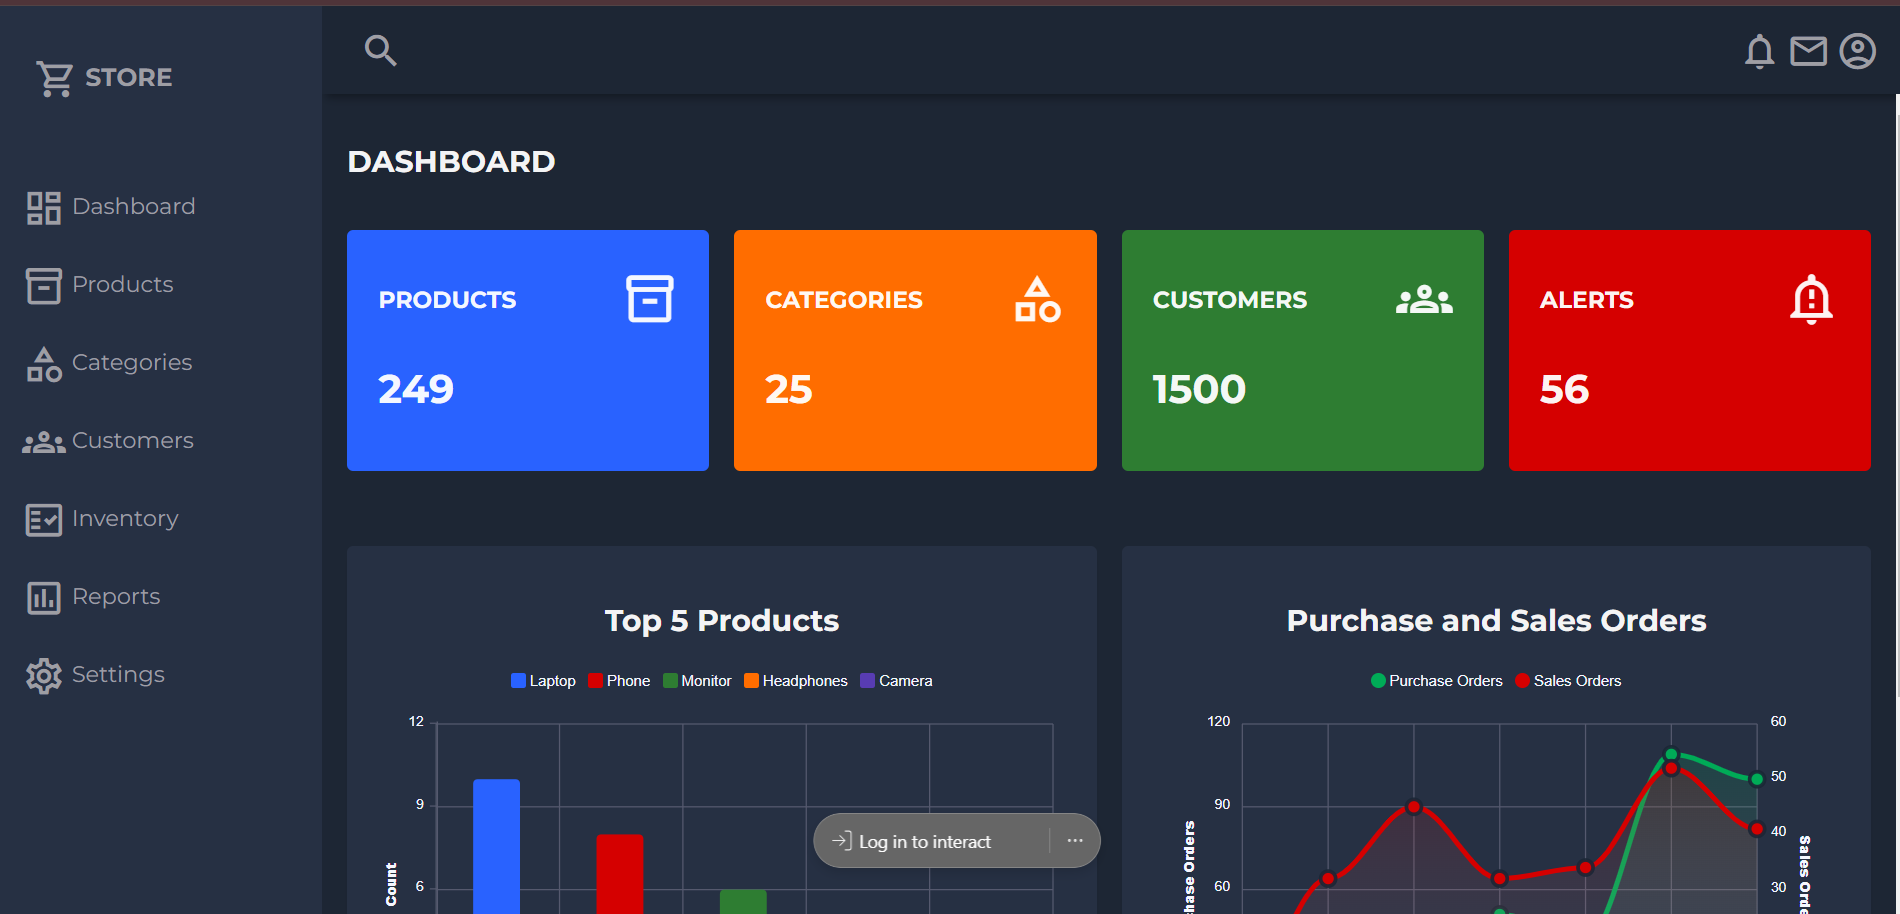 STORE
Dashboard
Products
Categories
Customers
Inventory
Reports
Settings
DASHBOARD
PRODUCTS
249
CATEGORIES
25
CUSTOMERS
1500
ALERTS
56
Top 5 Products
Laptop Phone Monitor Headphones Camera
12
9
6
Count
Purchase and Sales Orders
Purchase Orders Sales Orders
120
90
60
chase Orders
60
50
40
30
Sales Orde
Log in to interact